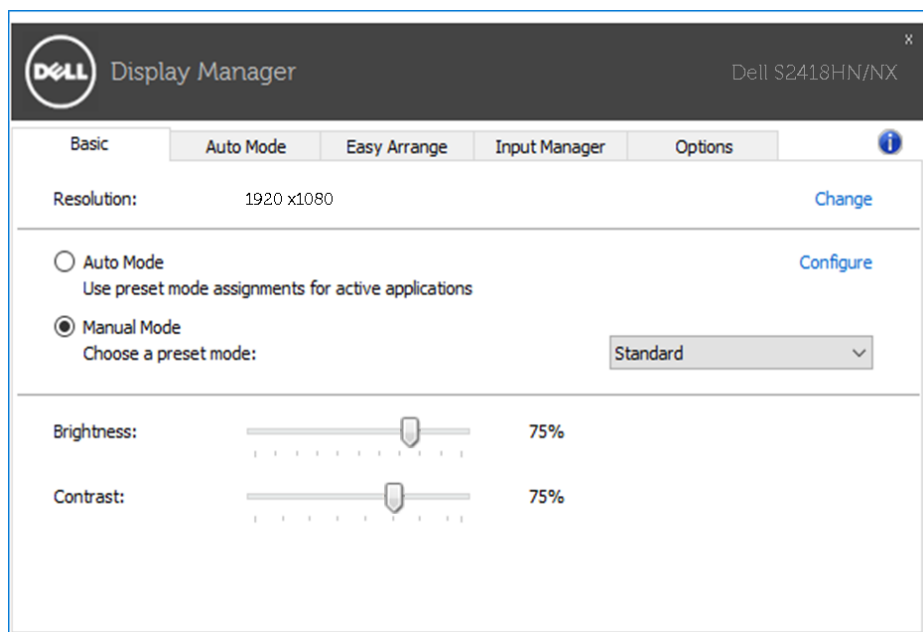 x
DELL Display Manager
Dell S2418HN/NX
Basic Auto Mode Easy Arrange Input Manager Options i
Resolution: 1920 x1080 Change
Auto Mode Configure
Use preset mode assignments for active applications
Manual Mode
Choose a preset mode: Standard
Brightness: 75%
Contrast: 75%